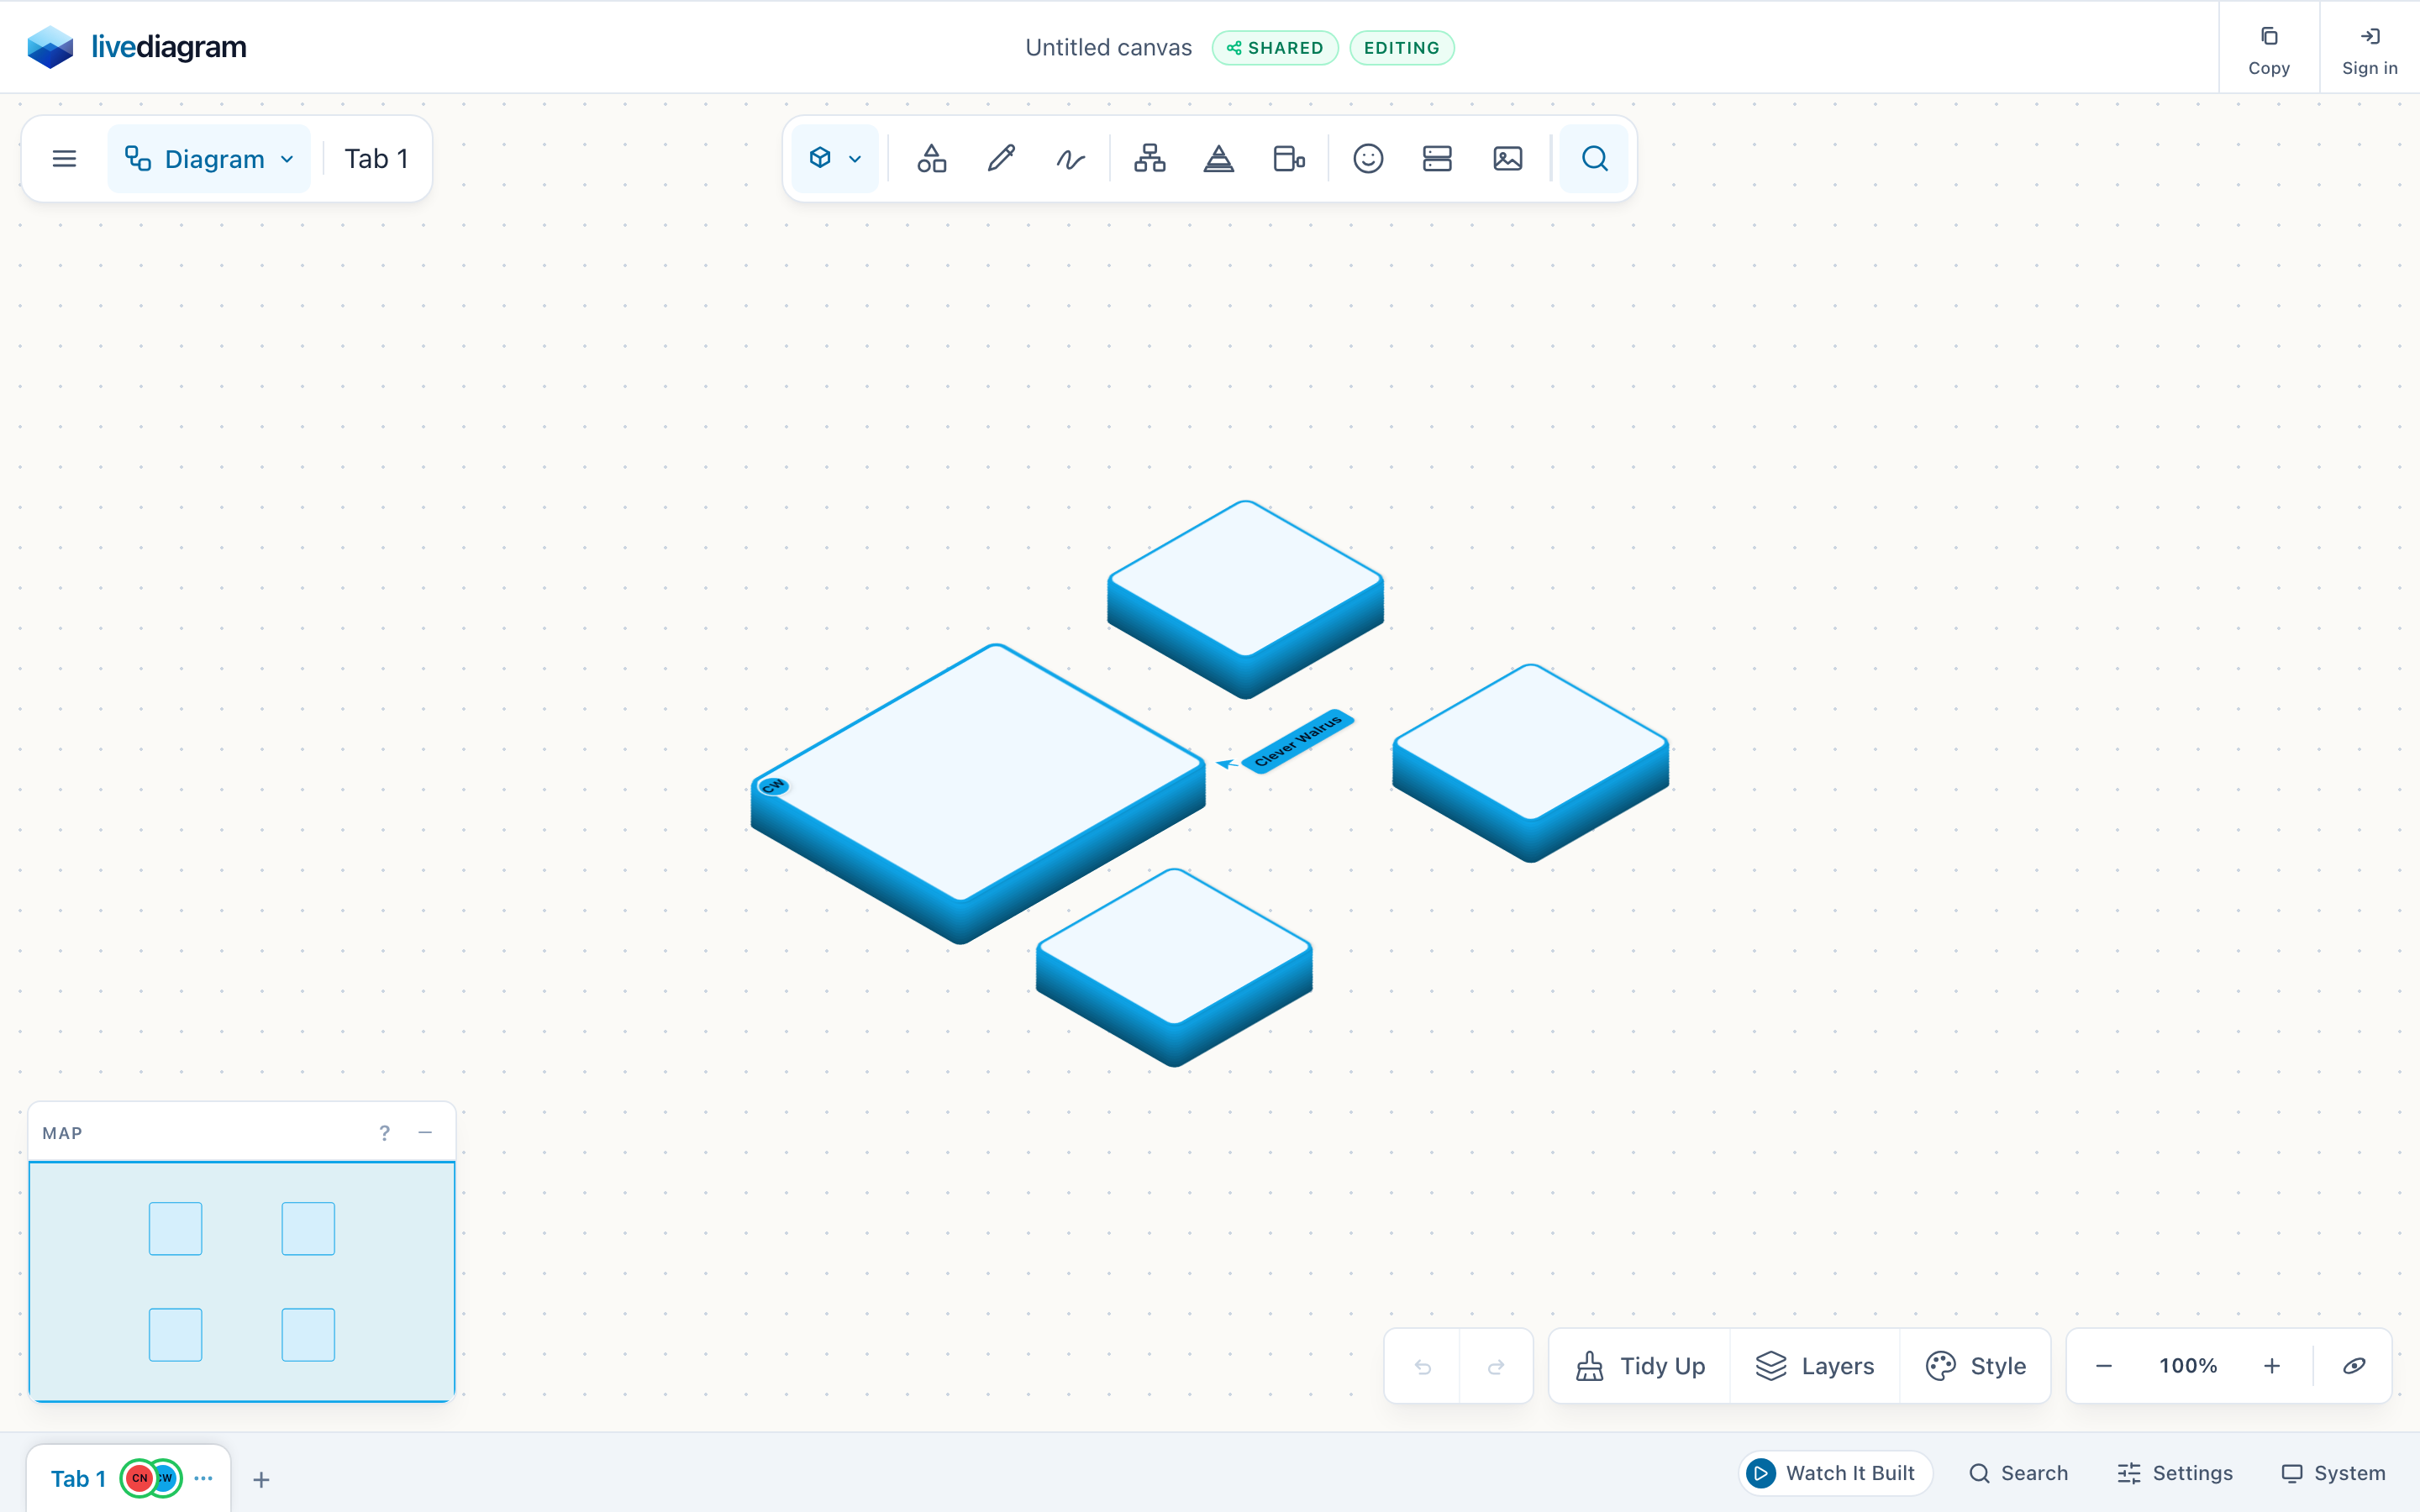 livediagram
Untitled canvas
SHARED
EDITING
Copy
Sign in
Diagram
Tab 1
Clever Walrus
CW
MAP
?
Tidy Up
Layers
Style
100%
Tab 1
CN
CW
Watch It Built
Search
Settings
System